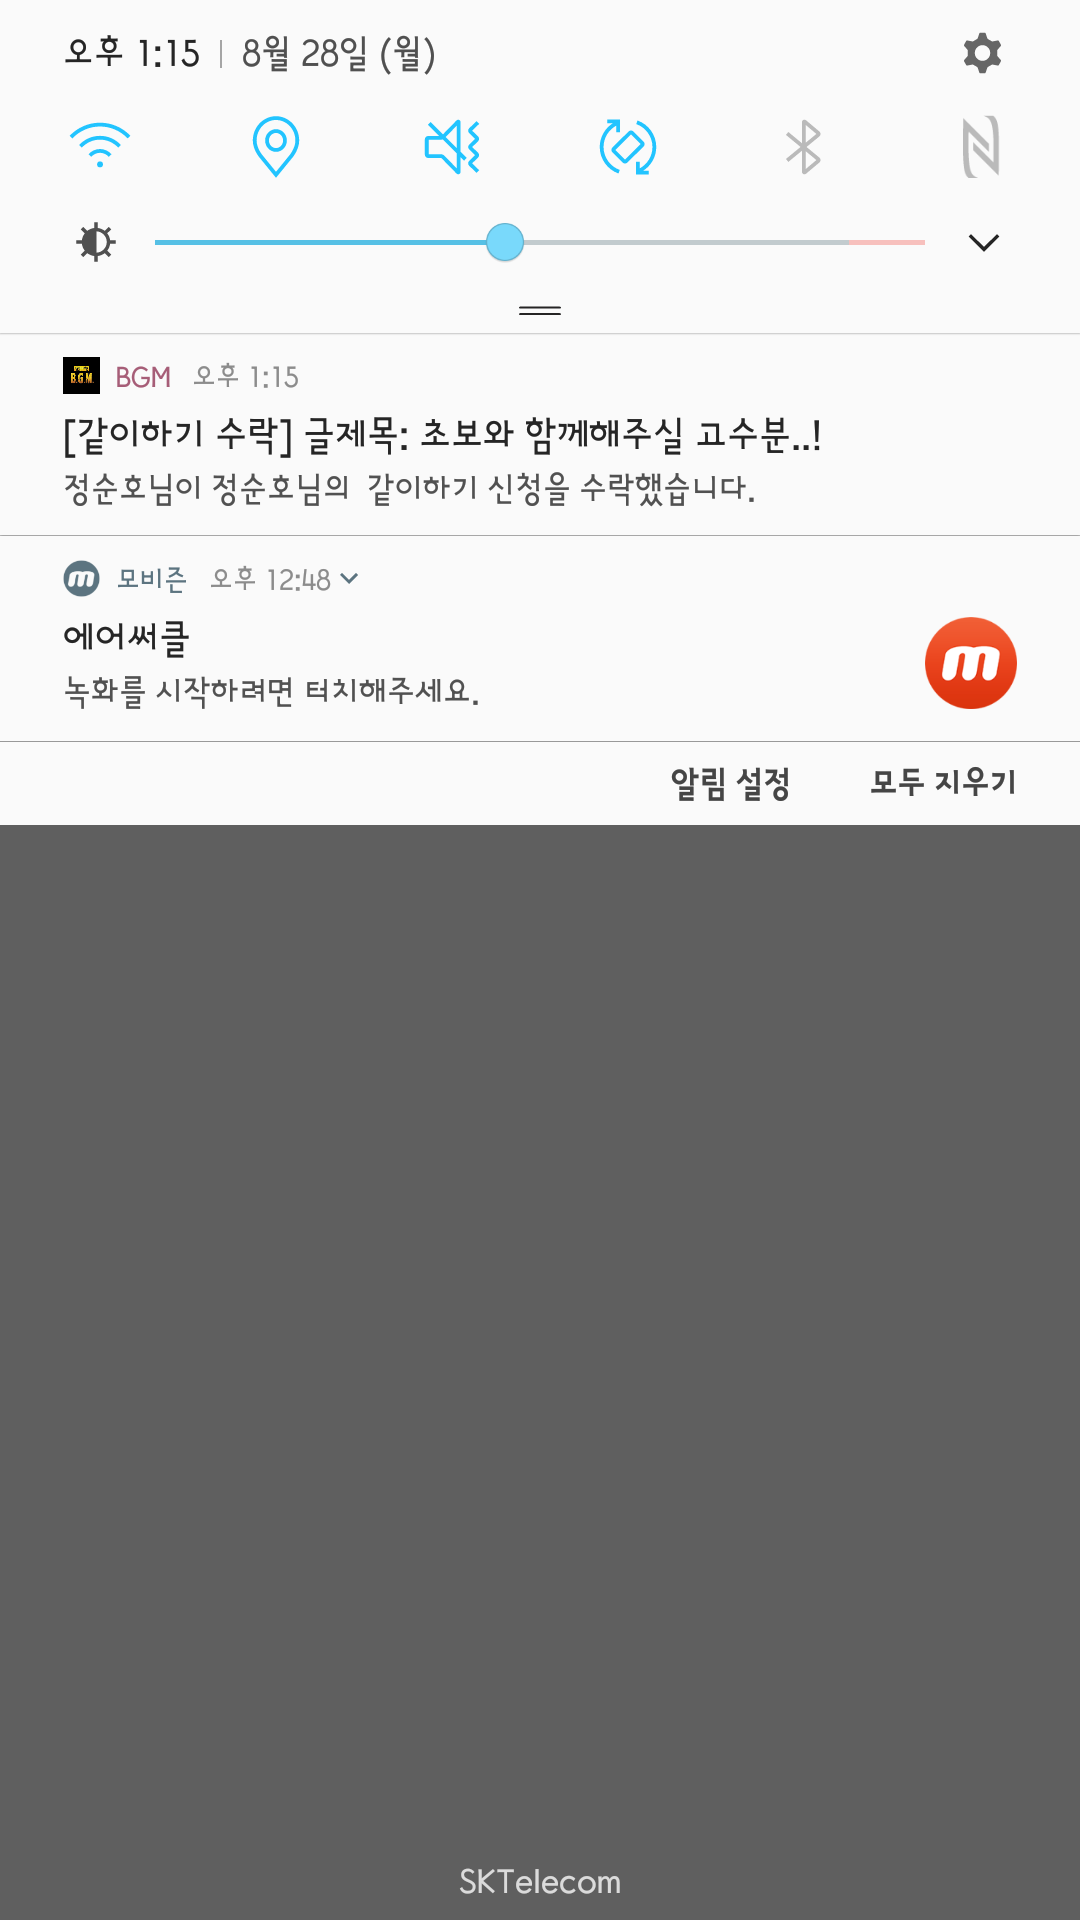 오후 1:15 | 8월 28일 (월)
B.G.M.
BGM 오후 1:15
[같이하기 수락] 글제목: 초보와 함께해주실 고수분..!
정순호님이 정순호님의 같이하기 신청을 수락했습니다.
m 모비즌 오후 12:48
에어써클
녹화를 시작하려면 터치해주세요.
m
알림 설정 모두 지우기
SKTelecom